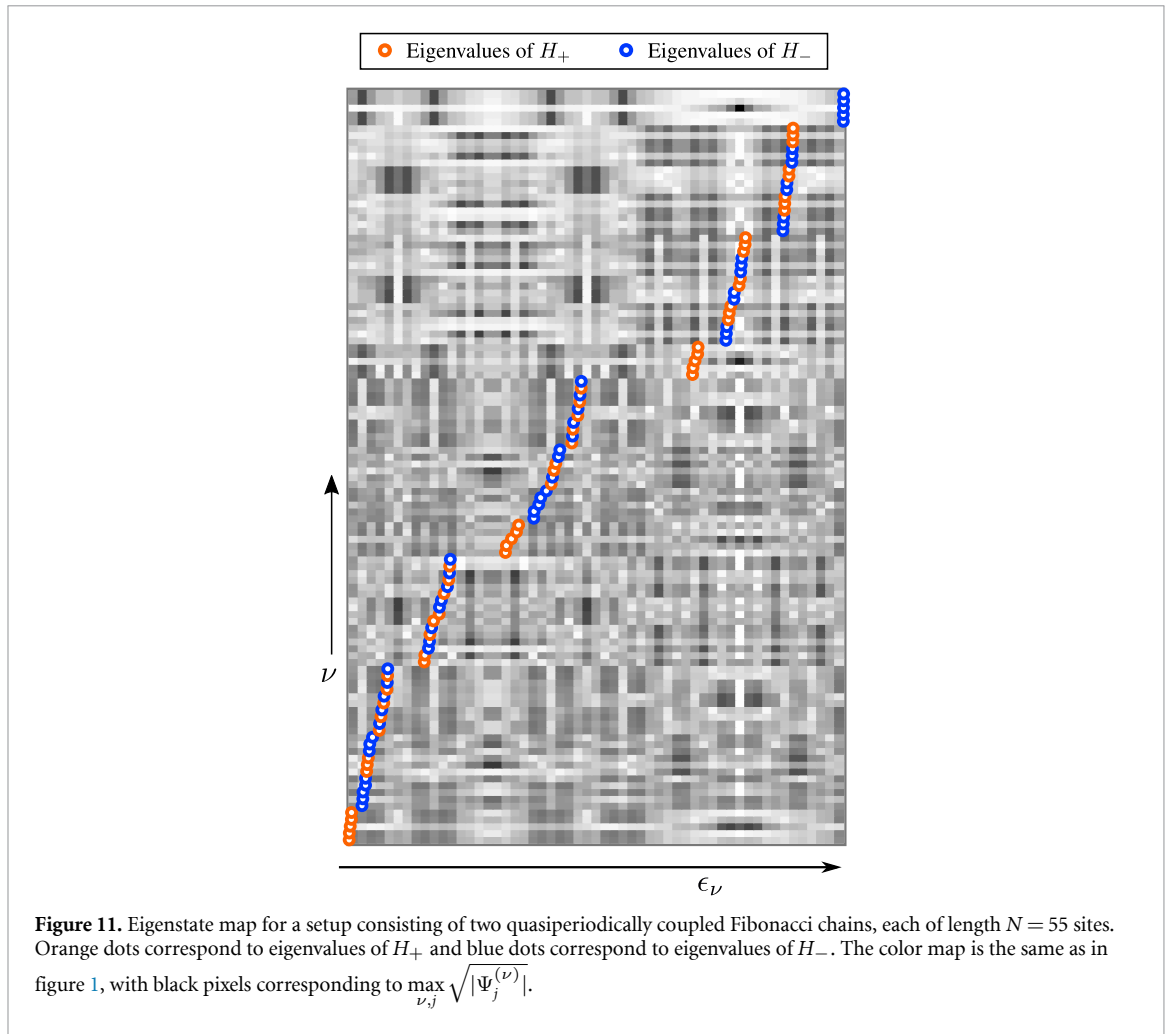 Eigenvalues of H₊ Eigenvalues of H₋
ν
ϵ_ν
Figure 11. Eigenstate map for a setup consisting of two quasiperiodically coupled Fibonacci chains, each of length N = 55 sites.
Orange dots correspond to eigenvalues of H₊ and blue dots correspond to eigenvalues of H₋. The color map is the same as in
figure 1, with black pixels corresponding to max_{ν,j} √|Ψ_j^{(ν)}|.